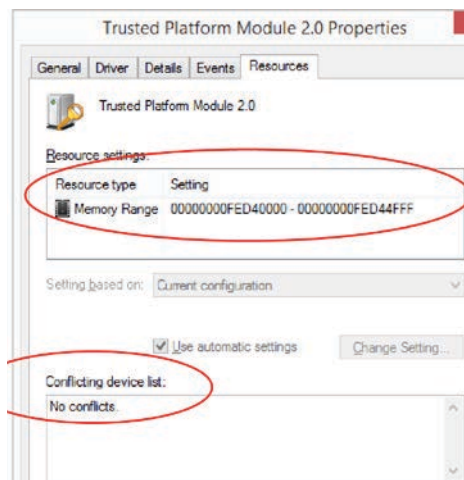 Trusted Platform Module 2.0 Properties
General Driver Details Events Resources
Trusted Platform Module 2.0
Resource settings:
Resource type Setting
Memory Range 00000000FED40000 - 00000000FED44FFF
Setting based on: Current configuration
Use automatic settings Change Setting...
Conflicting device list:
No conflicts.